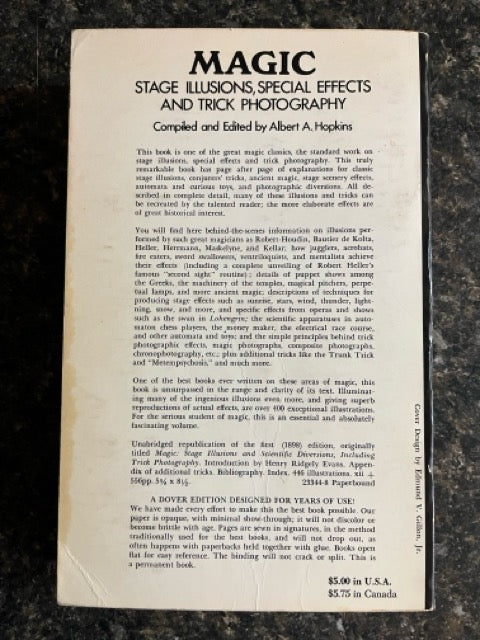 MAGIC
STAGE ILLUSIONS, SPECIAL EFFECTS
AND TRICK PHOTOGRAPHY
Compiled and Edited by Albert A. Hopkins
This book is one of the great magic classics, the standard work on
stage illusions, special effects and trick photography. This truly
remarkable book has page after page of explanations for classic
stage illusions, conjurers' tricks, ancient magic, stage scenery effects,
automata and curious toys, and photographic diversions. All de-
scribed in complete detail, many of these illusions and tricks can
be recreated by the talented reader; the more elaborate effects are
of great historical interest.
You will find here behind-the-scenes information on illusions per-
formed by such great magicians as Robert-Houdin, Bautier de Kolta,
Heller, Herrmann, Maskelyne, and Kellar; how jugglers, acrobats,
fire eaters, sword swallowers, ventriloquists, and mentalists achieve
their effects (including a complete unveiling of Robert Heller's
famous "second sight" routine); details of puppet shows among
the Greeks, the machinery of the temples, magical pitchers, perpe-
tual lamps, and more ancient magic; descriptions of techniques for
producing stage effects such as sunrise, stars, wind, thunder, light-
ning, snow, and more, and specific effects from operas and shows
such as the swan in Lohengrin; the scientific apparatuses in auto-
maton chess players, the money maker, the electrical race course,
and other automata and toys; and the simple principles behind trick
photographic effects, magic photographs, composite photographs,
chronophotography, etc.; plus additional tricks like the Trunk Trick
and "Metempsychosis," and much more.
One of the best books ever written on these areas of magic, this
book is unsurpassed in the range and clarity of its text. Illuminat-
ing many of the ingenious illusions even more, and giving superb
reproductions of actual effects, are over 400 exceptional illustrations.
For the serious student of magic, this is an essential and absolutely
fascinating volume.
Unabridged republication of the first (1898) edition, originally
titled Magic: Stage Illusions and Scientific Diversions, Including
Trick Photography. Introduction by Henry Ridgely Evans. Appen-
dix of additional tricks. Bibliography. Index. 446 illustrations. xii +
556pp. 5⅜ x 8½. 23344-8 Paperbound
A DOVER EDITION DESIGNED FOR YEARS OF USE!
We have made every effort to make this the best book possible. Our
paper is opaque, with minimal show-through; it will not discolor or
become brittle with age. Pages are sewn in signatures, in the method
traditionally used for the best books, and will not drop out, as
often happens with paperbacks held together with glue. Books open
flat for easy reference. The binding will not crack or split. This is
a permanent book.
$5.00 in U.S.A.
$5.75 in Canada
Cover Design by Edmund V. Gillon, Jr.